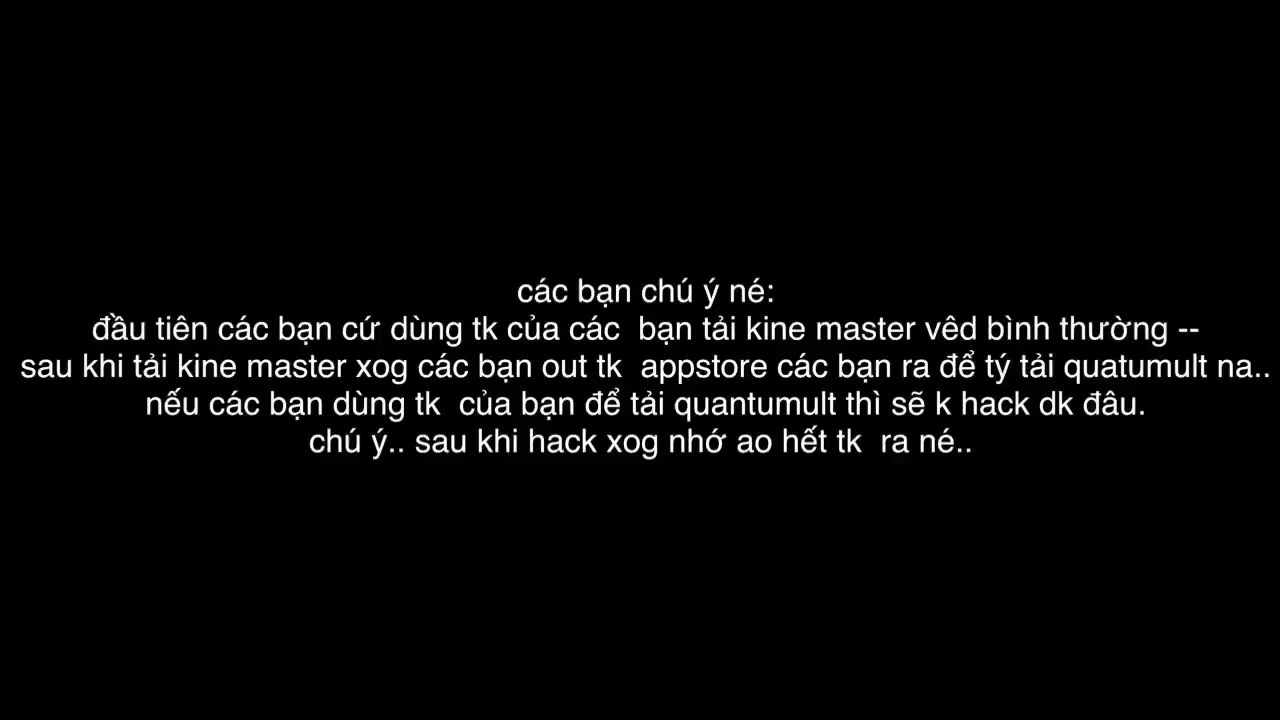 các bạn chú ý né:
đầu tiên các bạn cứ dùng tk của các bạn tải kine master vêd bình thường --
sau khi tải kine master xog các bạn out tk appstore các bạn ra để tý tải quatumult na..
nếu các bạn dùng tk của bạn để tải quantumult thì sẽ k hack dk đâu.
chú ý.. sau khi hack xog nhớ ao hết tk ra né..